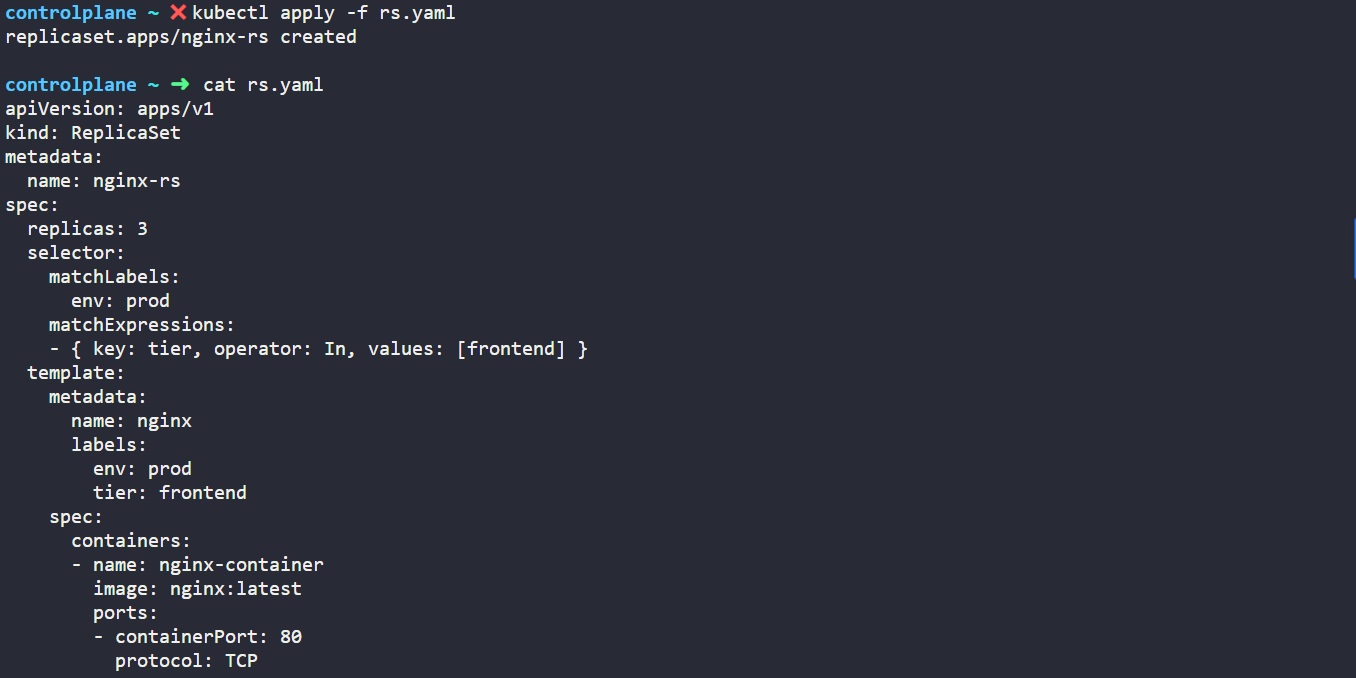 controlplane ~ ✕ kubectl apply -f rs.yaml
replicaset.apps/nginx-rs created
controlplane ~ ➜ cat rs.yaml
apiVersion: apps/v1
kind: ReplicaSet
metadata:
  name: nginx-rs
spec:
  replicas: 3
  selector:
    matchLabels:
      env: prod
    matchExpressions:
    - { key: tier, operator: In, values: [frontend] }
  template:
    metadata:
      name: nginx
      labels:
        env: prod
        tier: frontend
    spec:
      containers:
      - name: nginx-container
        image: nginx:latest
        ports:
        - containerPort: 80
          protocol: TCP